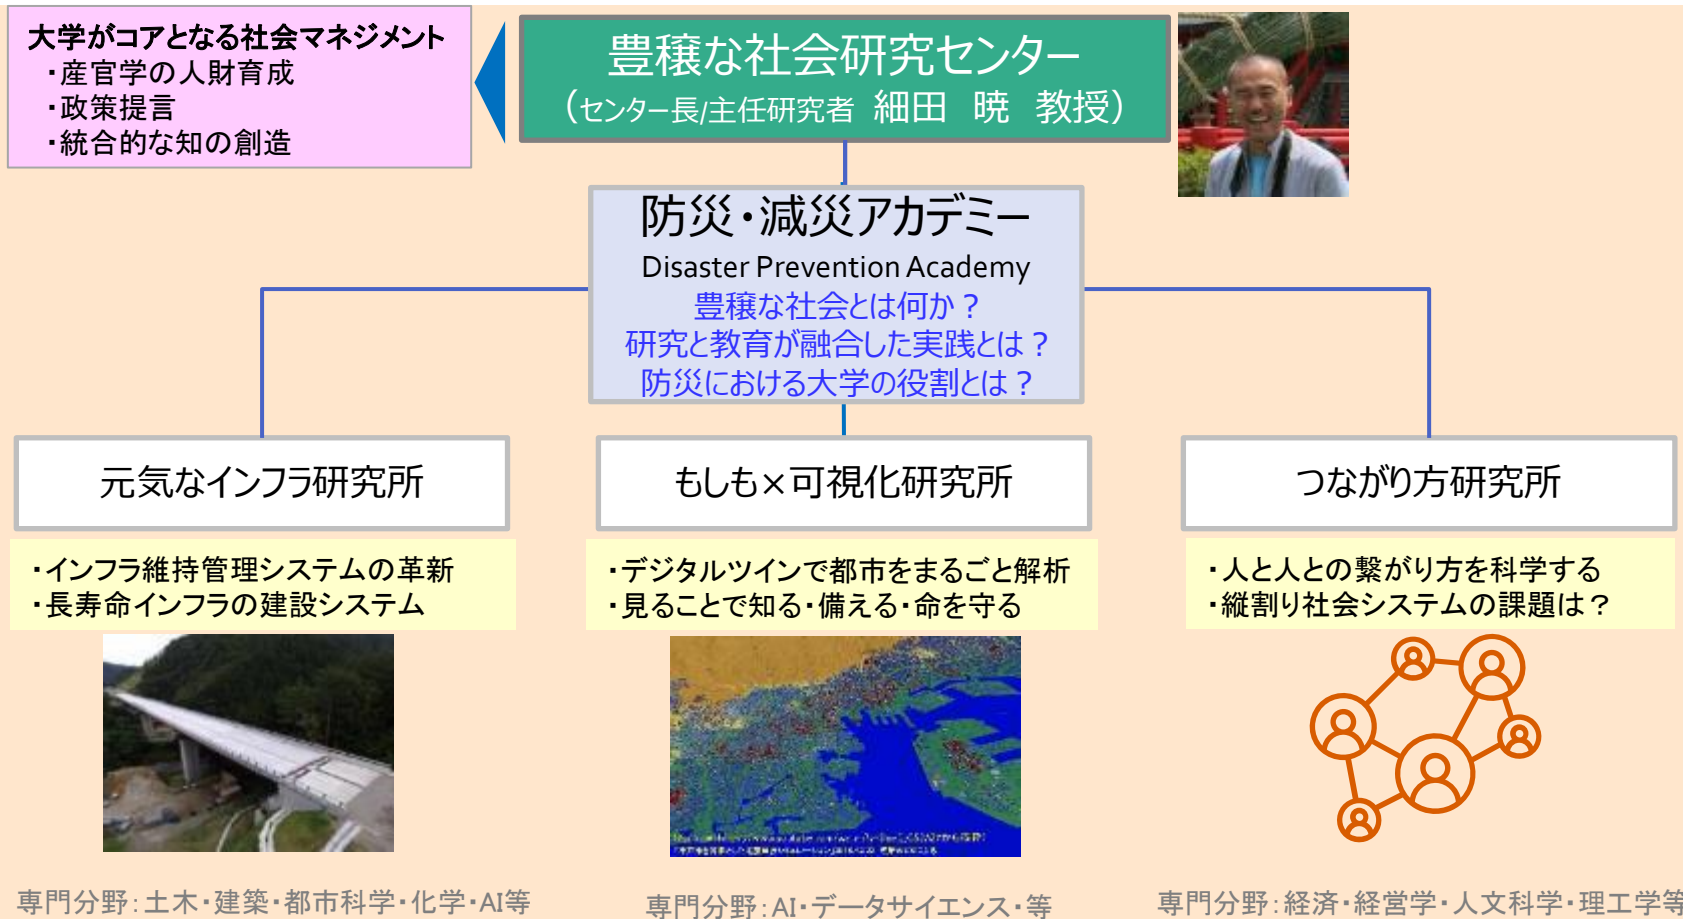 大学がコアとなる社会マネジメント
・産官学の人財育成
・政策提言
・統合的な知の創造
豊穣な社会研究センター
（センター長/主任研究者 細田 暁 教授）
防災・減災アカデミー
Disaster Prevention Academy
豊穣な社会とは何か？
研究と教育が融合した実践とは？
防災における大学の役割とは？
元気なインフラ研究所
・インフラ維持管理システムの革新
・長寿命インフラの建設システム
専門分野：土木・建築・都市科学・化学・AI等
もしも×可視化研究所
・デジタルツインで都市をまるごと解析
・見ることで知る・備える・命を守る
専門分野：AI・データサイエンス・等
つながり方研究所
・人と人との繋がり方を科学する
・縦割り社会システムの課題は？
専門分野：経済・経営学・人文科学・理工学等